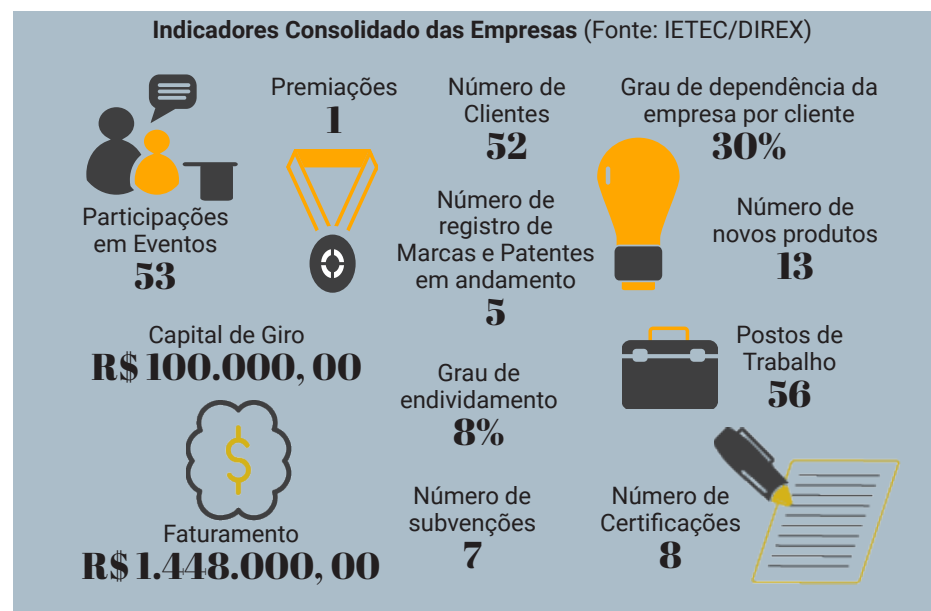 Indicadores Consolidado das Empresas (Fonte: IETEC/DIREX)
Participações
em Eventos
53
Premiações
1
Número de
Clientes
52
Grau de dependência da
empresa por cliente
30%
Número de
registro de
Marcas e Patentes
em andamento
5
Número de
novos produtos
13
Capital de Giro
R$ 100.000, 00
Grau de
endividamento
8%
Postos de
Trabalho
56
$
Faturamento
R$ 1.448.000, 00
Número de
subvenções
7
Número de
Certificações
8